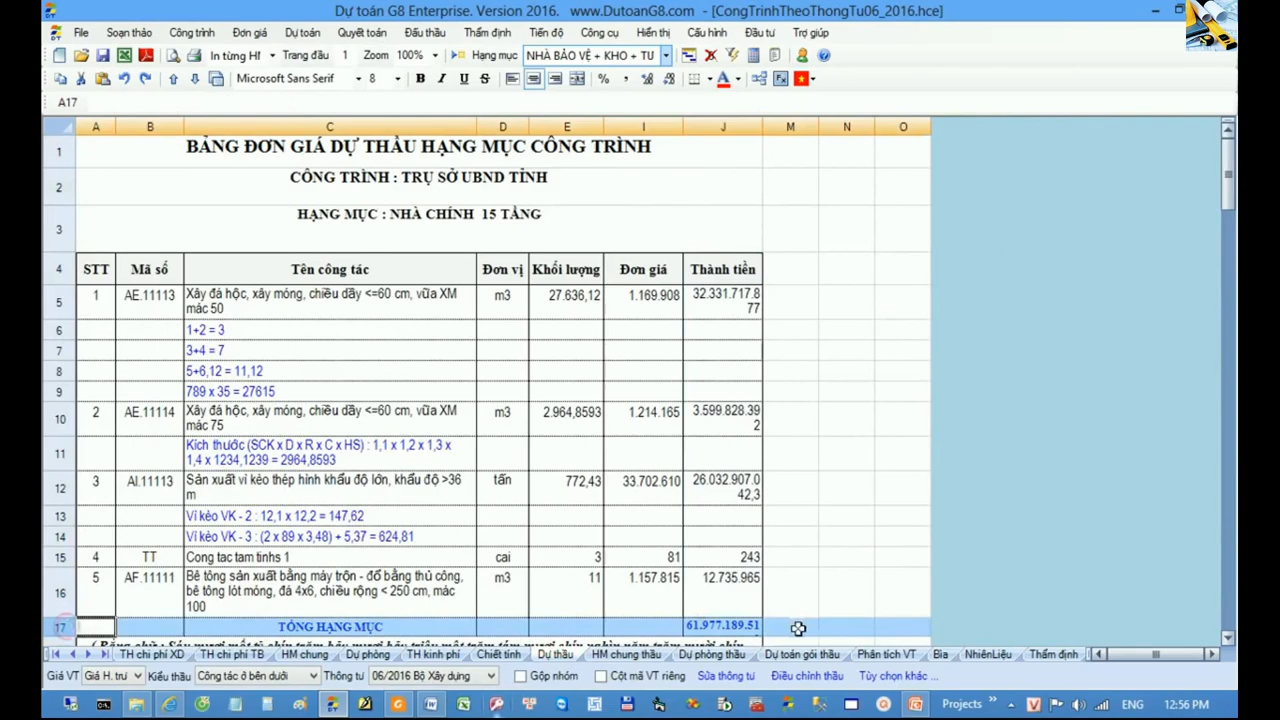 Dự toán G8 Enterprise. Version 2016. www.DutoanG8.com - [CongTrinhTheoThongTu06_2016.hce]
File Soạn thảo Công trình Đơn giá Dự toán Quyết toán Đấu thầu Thẩm định Tiến độ Công cụ Hiển thị Cấu hình Đầu tư Trợ giúp
In từng HM Trang đầu 1 Zoom 100% Hạng mục NHÀ BẢO VỆ + KHO + TƯ
Microsoft Sans Serif 8 B I U S
A17
A B C D E I J M N O
1 BẢNG ĐƠN GIÁ DỰ THẦU HẠNG MỤC CÔNG TRÌNH
2 CÔNG TRÌNH : TRỤ SỞ UBND TỈNH
3 HẠNG MỤC : NHÀ CHÍNH 15 TẦNG
4 STT Mã số Tên công tác Đơn vị Khối lượng Đơn giá Thành tiền
5 1 AE.11113 Xây đá hộc, xây móng, chiều dầy <=60 cm, vữa XM m3 27.636,12 1.169.908 32.331.717.8
mác 50 77
6 1+2 = 3
7 3+4 = 7
8 5+6,12 = 11,12
9 789 x 35 = 27615
10 2 AE.11114 Xây đá hộc, xây móng, chiều dầy <=60 cm, vữa XM m3 2.964,8593 1.214.165 3.599.828.39
mác 75 2
11 Kích thước (SCK x D x R x C x HS) : 1,1 x 1,2 x 1,3 x
1,4 x 1234,1239 = 2964,8593
12 3 AI.11113 Sản xuất vì kèo thép hình khẩu độ lớn, khẩu độ >36 tấn 772,43 33.702.610 26.032.907.0
m 42,3
13 Vì kèo VK - 2 : 12,1 x 12,2 = 147,62
14 Vì kèo VK - 3 : (2 x 89 x 3,48) + 5,37 = 624,81
15 4 TT Cong tac tam tinhs 1 cai 3 81 243
16 5 AF.11111 Bê tông sản xuất bằng máy trộn - đổ bằng thủ công, m3 11 1.157.815 12.735.965
bê tông lót móng, đá 4x6, chiều rộng < 250 cm, mác
100
17 TỔNG HẠNG MỤC 61.977.189.51
TH chi phí XD TH chi phí TB HM chung Dự phòng TH kinh phí Chiết tính Dự thầu HM chung thầu Dự phòng thầu Dự toán gói thầu Phân tích VT Bìa NhiênLiệu Thẩm định
Giá VT Giá H. trư Kiểu thầu Công tác ở bên dưới Thông tư 06/2016 Bộ Xây dựng Gộp nhóm Cột mã VT riêng Sửa thông tư Điều chỉnh thầu Tùy chọn khác ...
Projects ENG 12:56 PM